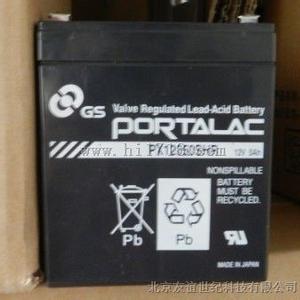 GS
Valve Regulated Lead-Acid Battery
PORTALAC
PX12050SHR
12V 5Ah
NONSPILLABLE
BATTERY MUST BE
RECYCLED.
Pb
Pb
MADE IN JAPAN
北京友谊世纪科技有限公司